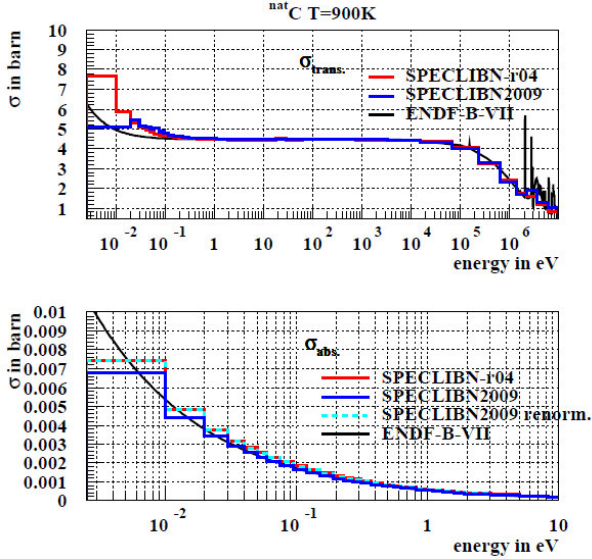 natC T=900K
σ in barn
10
9
8
7
6
5
4
3
2
1
σtrans.
SPECLIBN-r04
SPECLIBN2009
ENDF-B-VII
10-2 10-1 1 10 102 103 104 105 106
energy in eV
σ in barn
0.01
0.009
0.008
0.007
0.006
0.005
0.004
0.003
0.002
0.001
0
σabs.
SPECLIBN-r04
SPECLIBN2009
SPECLIBN2009 renorm.
ENDF-B-VII
10-2 10-1 1 10
energy in eV